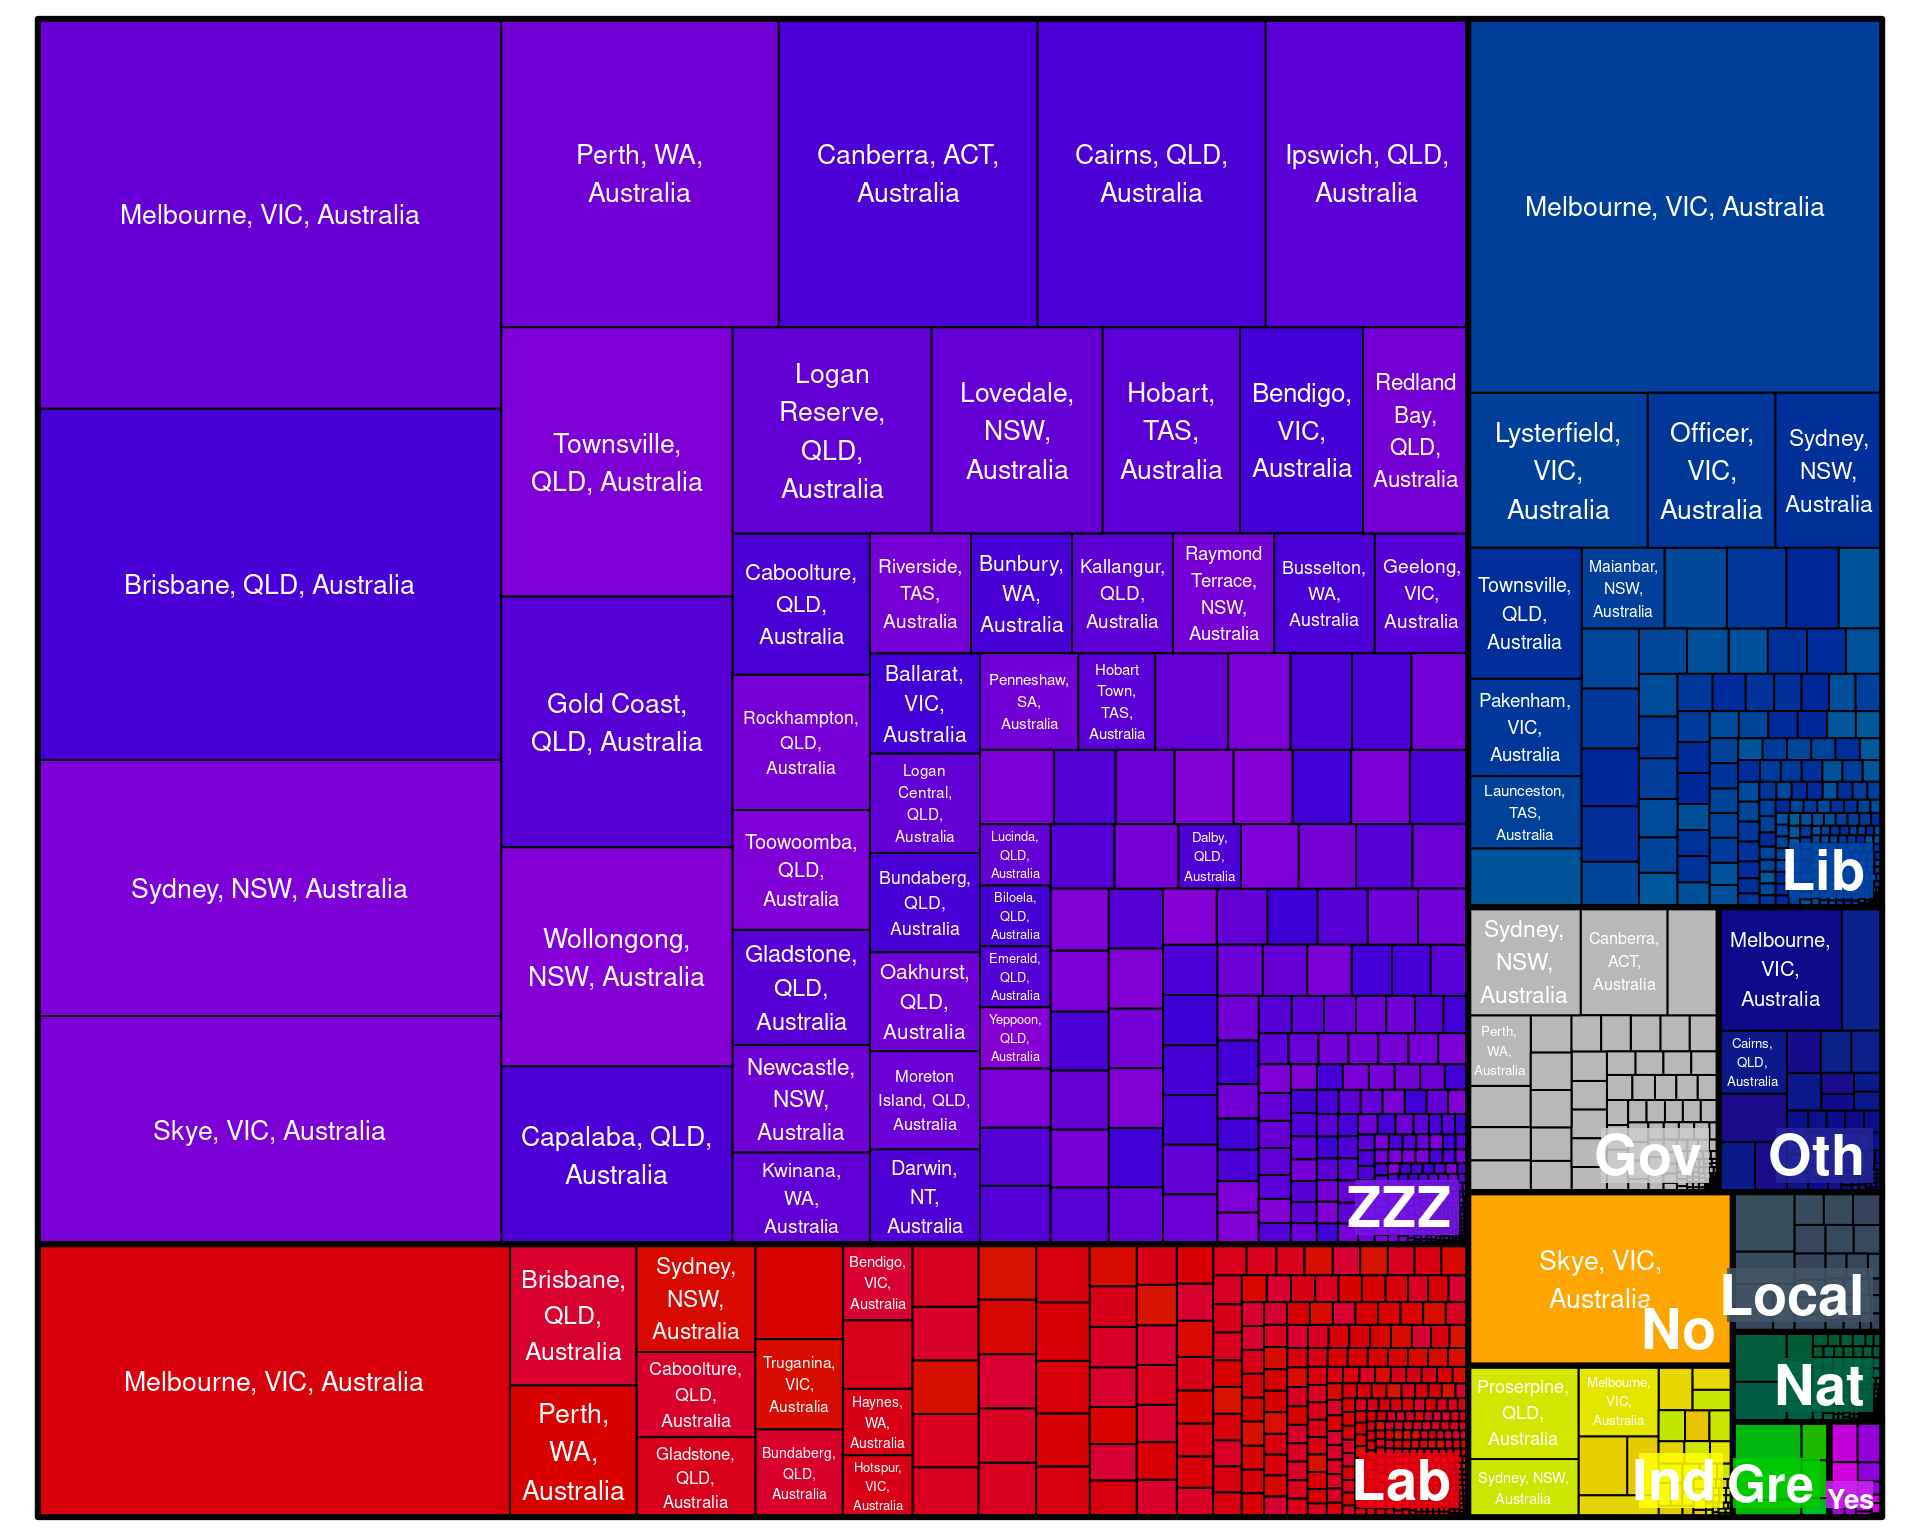 Melbourne, VIC, Australia
Brisbane, QLD, Australia
Sydney, NSW, Australia
Skye, VIC, Australia
Perth, WA,
Australia
Canberra, ACT,
Australia
Cairns, QLD,
Australia
Ipswich, QLD,
Australia
Townsville,
QLD, Australia
Gold Coast,
QLD, Australia
Wollongong,
NSW, Australia
Capalaba, QLD,
Australia
Logan
Reserve,
QLD,
Australia
Lovedale,
NSW,
Australia
Hobart,
TAS,
Australia
Bendigo,
VIC,
Australia
Redland
Bay,
QLD,
Australia
Caboolture,
QLD,
Australia
Rockhampton,
QLD,
Australia
Toowoomba,
QLD,
Australia
Gladstone,
QLD,
Australia
Newcastle,
NSW,
Australia
Kwinana,
WA,
Australia
Riverside,
TAS,
Australia
Bunbury,
WA,
Australia
Kallangur,
QLD,
Australia
Raymond
Terrace,
NSW,
Australia
Busselton,
WA,
Australia
Geelong,
VIC,
Australia
Ballarat,
VIC,
Australia
Logan
Central,
QLD,
Australia
Bundaberg,
QLD,
Australia
Oakhurst,
QLD,
Australia
Moreton
Island, QLD,
Australia
Darwin,
NT,
Australia
Penneshaw,
SA,
Australia
Hobart
Town,
TAS,
Australia
Lucinda,
QLD,
Australia
Dalby,
QLD,
Australia
Biloela,
QLD,
Australia
Emerald,
QLD,
Australia
Yeppoon,
QLD,
Australia
ZZZ
Melbourne, VIC, Australia
Brisbane,
QLD,
Australia
Perth,
WA,
Australia
Sydney,
NSW,
Australia
Caboolture,
QLD,
Australia
Gladstone,
QLD,
Australia
Truganina,
VIC,
Australia
Bundaberg,
QLD,
Australia
Bendigo,
VIC,
Australia
Haynes,
WA,
Australia
Hotspur,
VIC,
Australia
Lab
Melbourne, VIC, Australia
Lysterfield,
VIC,
Australia
Officer,
VIC,
Australia
Sydney,
NSW,
Australia
Townsville,
QLD,
Australia
Maianbar,
NSW,
Australia
Pakenham,
VIC,
Australia
Launceston,
TAS,
Australia
Lib
Sydney,
NSW,
Australia
Canberra,
ACT,
Australia
Perth,
WA,
Australia
Gov
Melbourne,
VIC,
Australia
Cairns,
QLD,
Australia
Oth
Skye, VIC,
Australia
No
Local
Nat
Proserpine,
QLD,
Australia
Melbourne,
VIC,
Australia
Sydney, NSW,
Australia
Ind
Gre
Yes